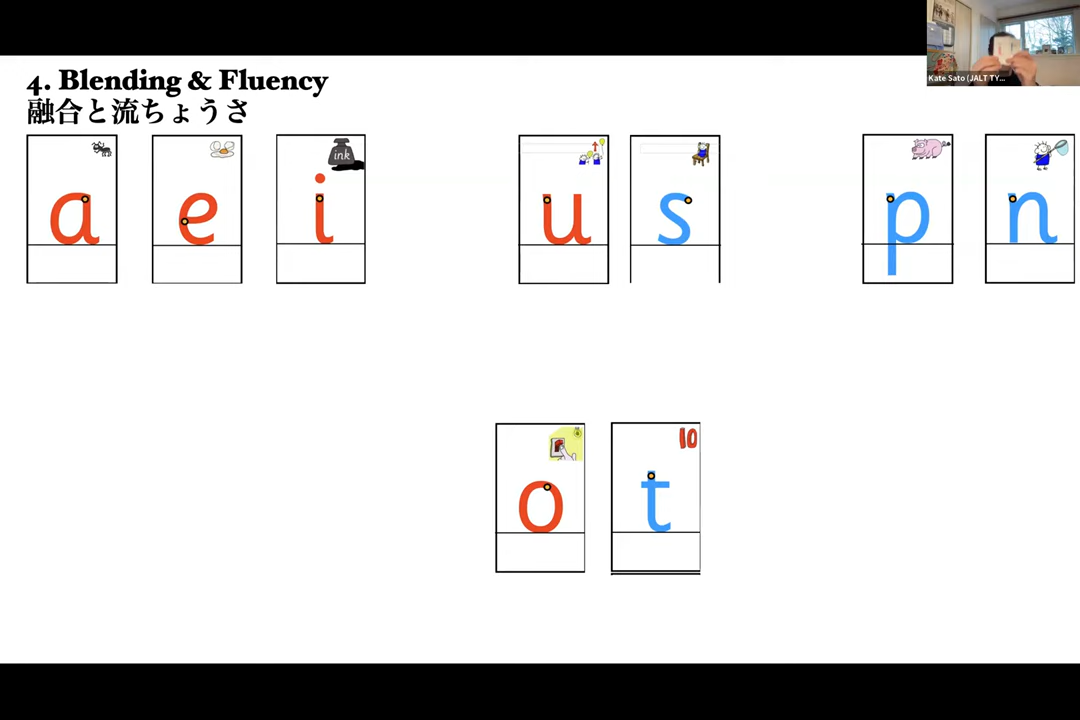 Kate Sato (JALT TY...
4. Blending & Fluency
融合と流ちょうさ
ink
a e i u s p n
10
o t